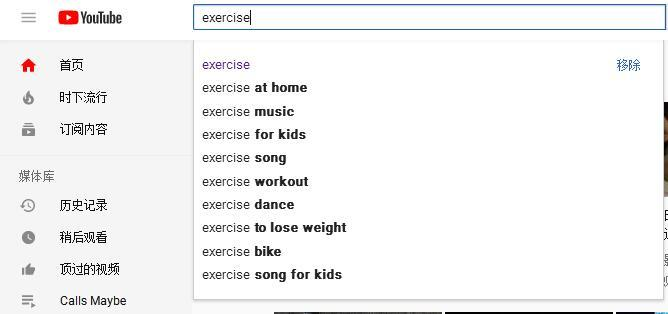 YouTube
exercise
首页
时下流行
订阅内容
媒体库
历史记录
稍后观看
顶过的视频
Calls Maybe
exercise 移除
exercise at home
exercise music
exercise for kids
exercise song
exercise workout
exercise dance
exercise to lose weight
exercise bike
exercise song for kids